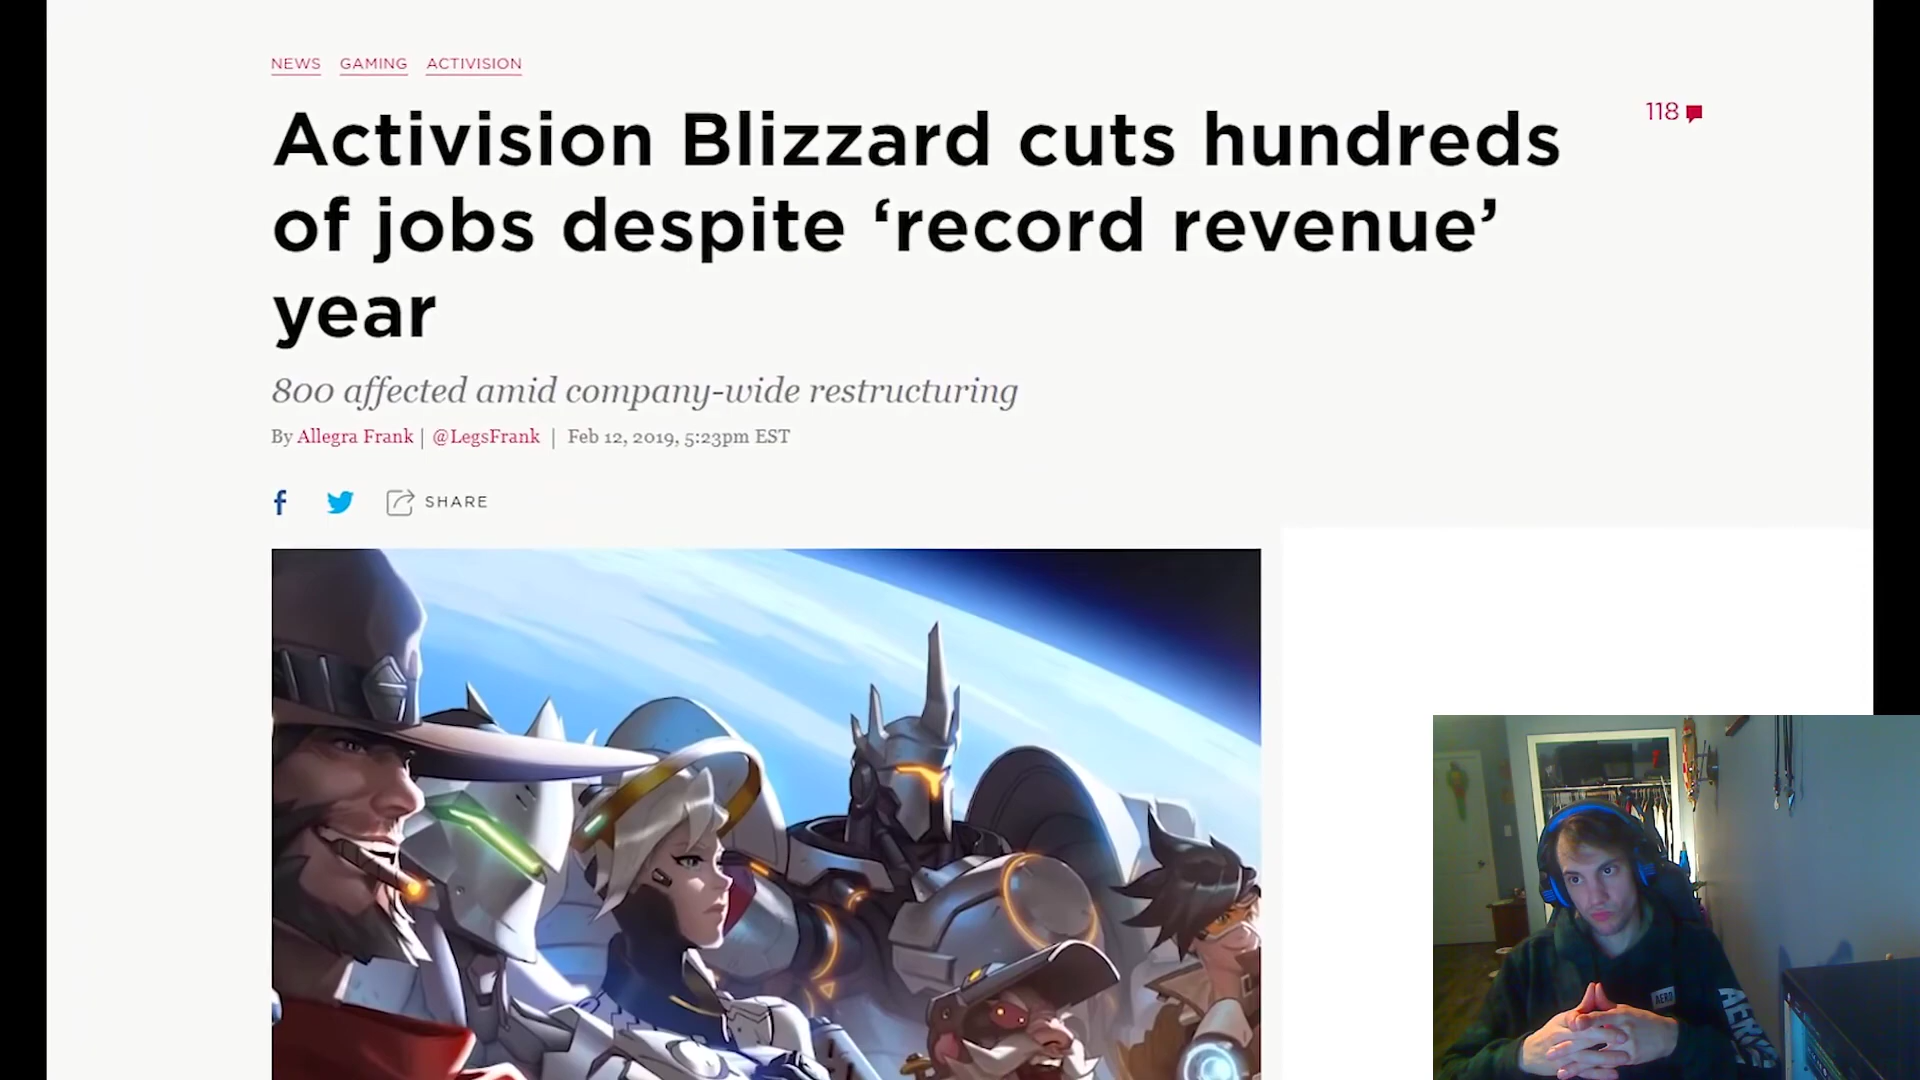 NEWS GAMING ACTIVISION
Activision Blizzard cuts hundreds
of jobs despite ‘record revenue’
year
118
800 affected amid company-wide restructuring
By Allegra Frank | @LegsFrank | Feb 12, 2019, 5:23pm EST
SHARE
AERO